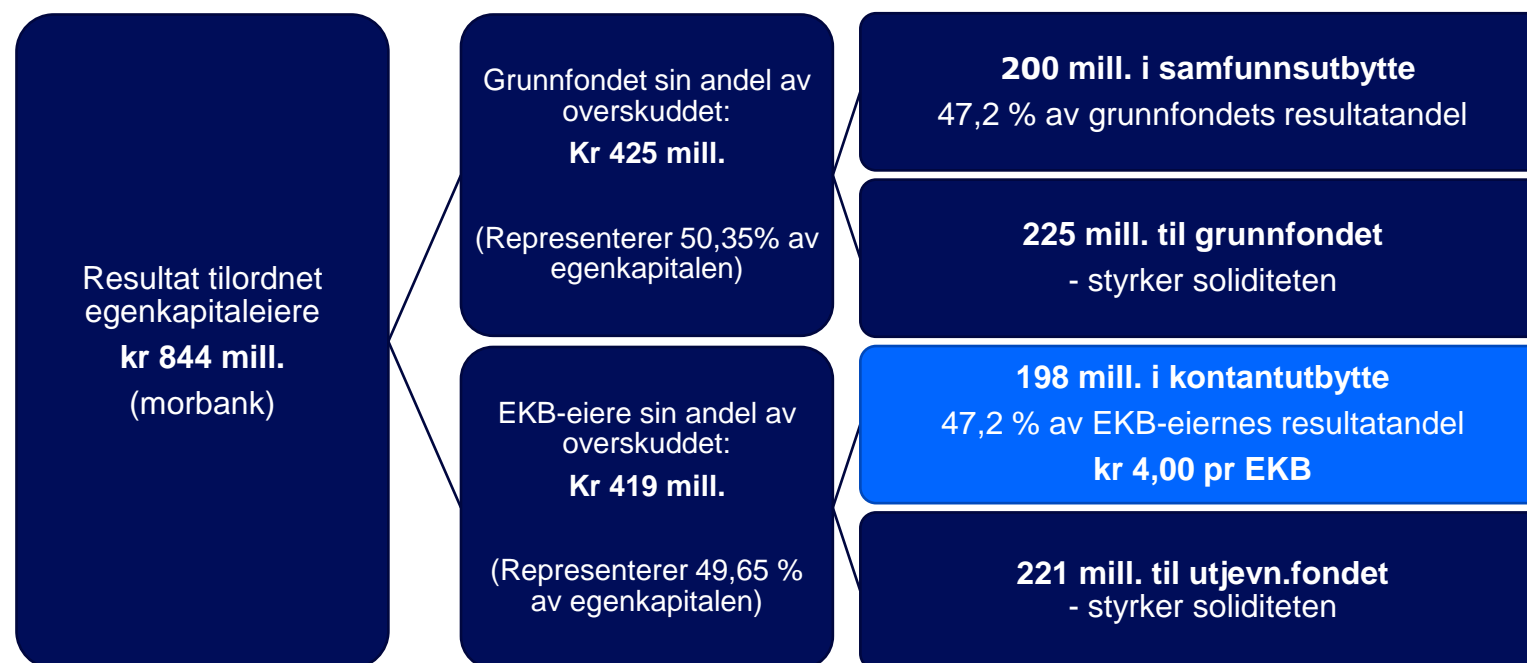 Resultat tilordnet
egenkapitaleiere
kr 844 mill.
(morbank)
Grunnfondet sin andel av
overskuddet:
Kr 425 mill.
(Representerer 50,35% av
egenkapitalen)
EKB-eiere sin andel av
overskuddet:
Kr 419 mill.
(Representerer 49,65 %
av egenkapitalen)
200 mill. i samfunnsutbytte
47,2 % av grunnfondets resultatandel
225 mill. til grunnfondet
- styrker soliditeten
198 mill. i kontantutbytte
47,2 % av EKB-eiernes resultatandel
kr 4,00 pr EKB
221 mill. til utjevn.fondet
- styrker soliditeten